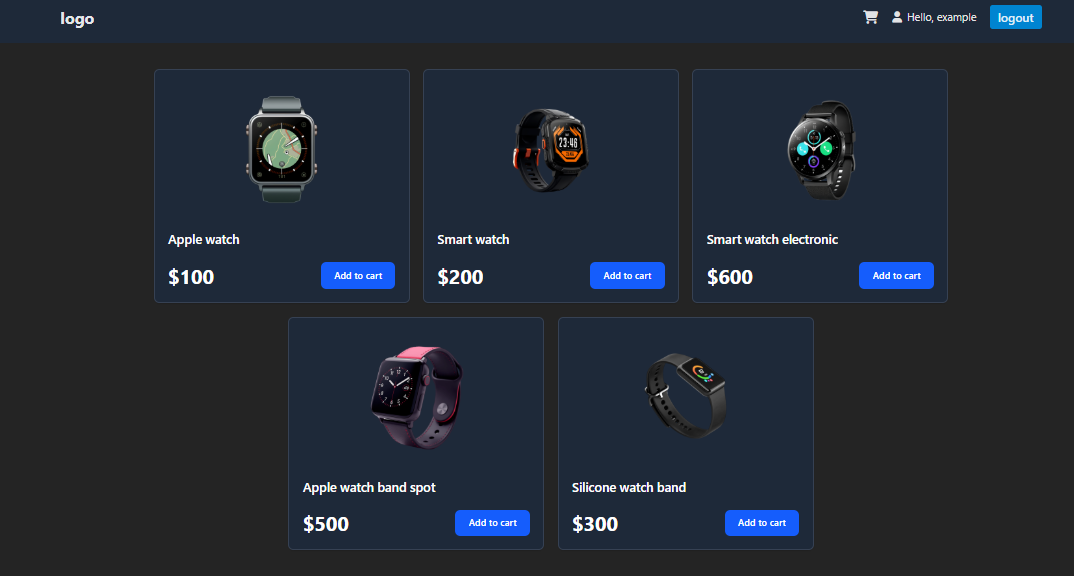 logo
Hello, example
logout
23:46
Apple watch
$100
Add to cart
Smart watch
$200
Add to cart
Smart watch electronic
$600
Add to cart
Apple watch band spot
$500
Add to cart
Silicone watch band
$300
Add to cart